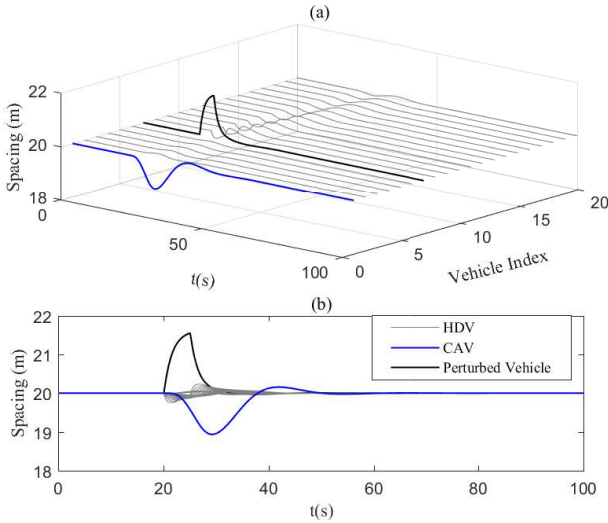 (a)
22
20
18
Spacing (m)
0
50
100
t(s)
0
5
10
15
20
Vehicle Index
(b)
22
21
20
19
18
Spacing (m)
HDV
CAV
Perturbed Vehicle
0 20 40 60 80 100
t(s)